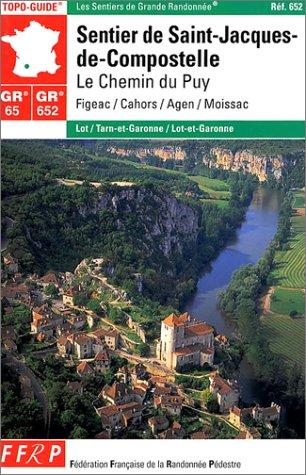 TOPO-GUIDE®
Les Sentiers de Grande Randonnée®
Réf. 652
Sentier de Saint-Jacques-
de-Compostelle
Le Chemin du Puy
Figeac / Cahors / Agen / Moissac
GR® 65
GR® 652
Lot / Tarn-et-Garonne / Lot-et-Garonne
FFRP
Fédération Française de la Randonnée Pédestre